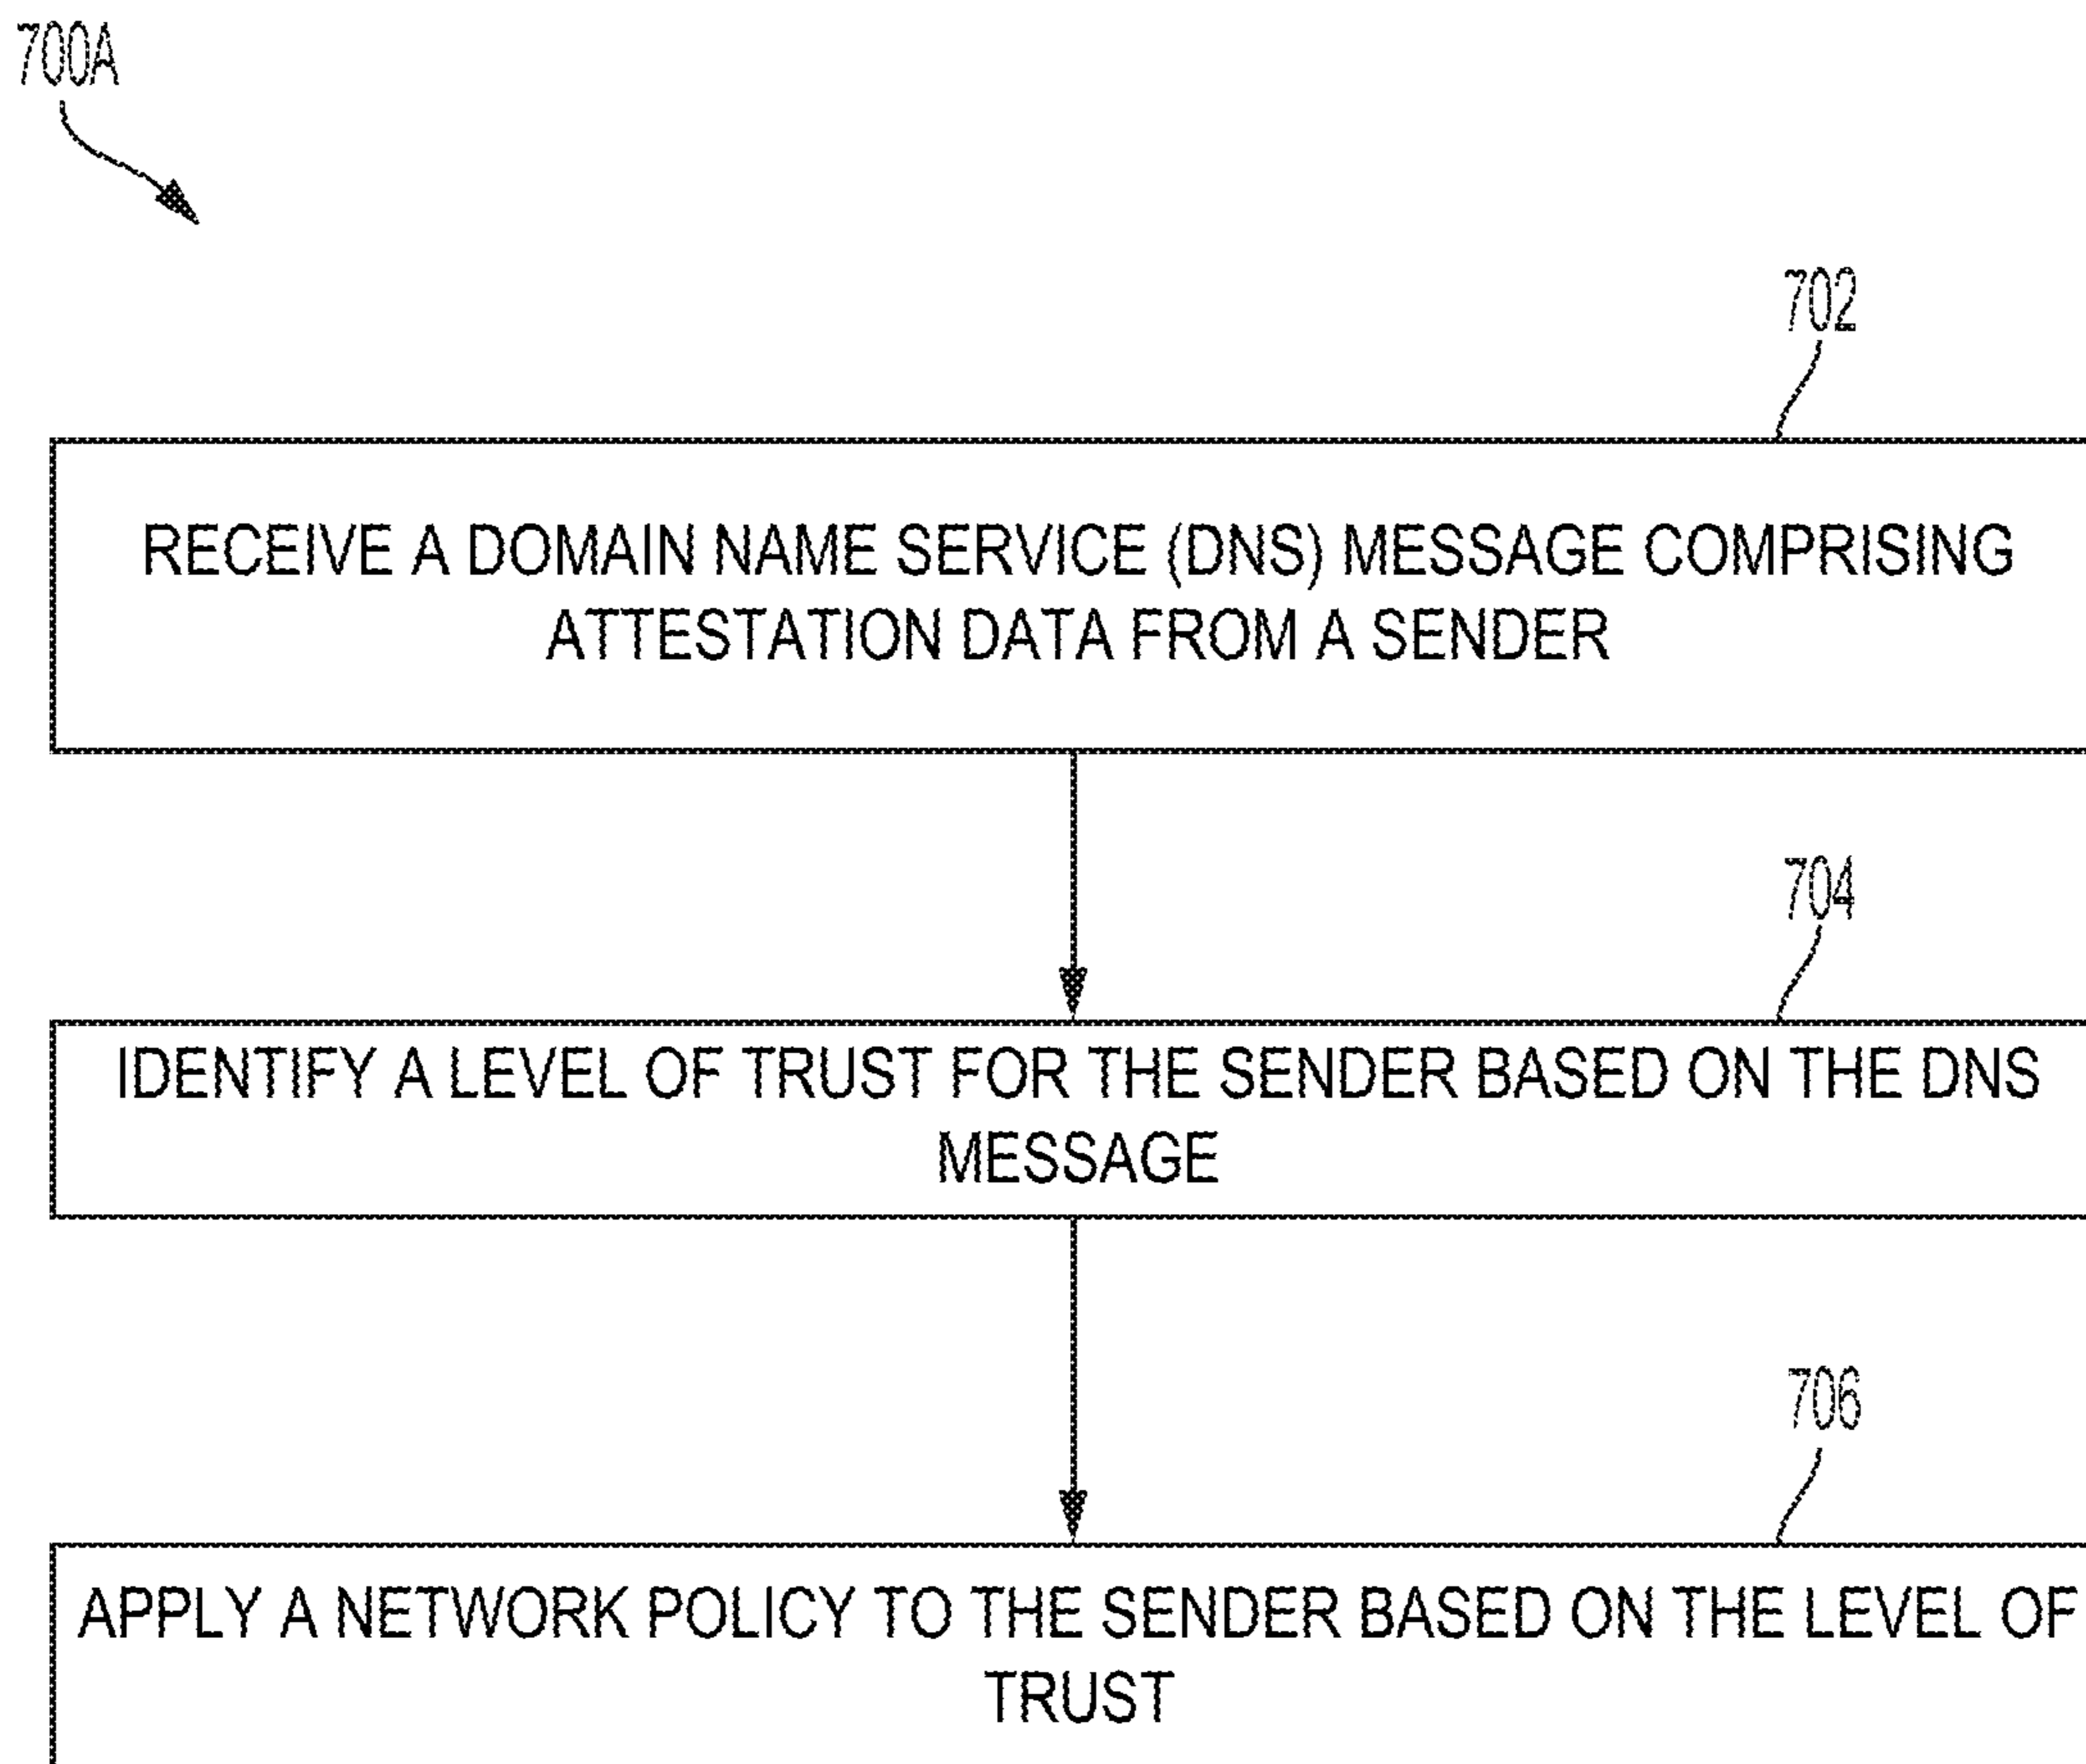 700A
702
RECEIVE A DOMAIN NAME SERVICE (DNS) MESSAGE COMPRISING
ATTESTATION DATA FROM A SENDER
704
IDENTIFY A LEVEL OF TRUST FOR THE SENDER BASED ON THE DNS
MESSAGE
706
APPLY A NETWORK POLICY TO THE SENDER BASED ON THE LEVEL OF
TRUST